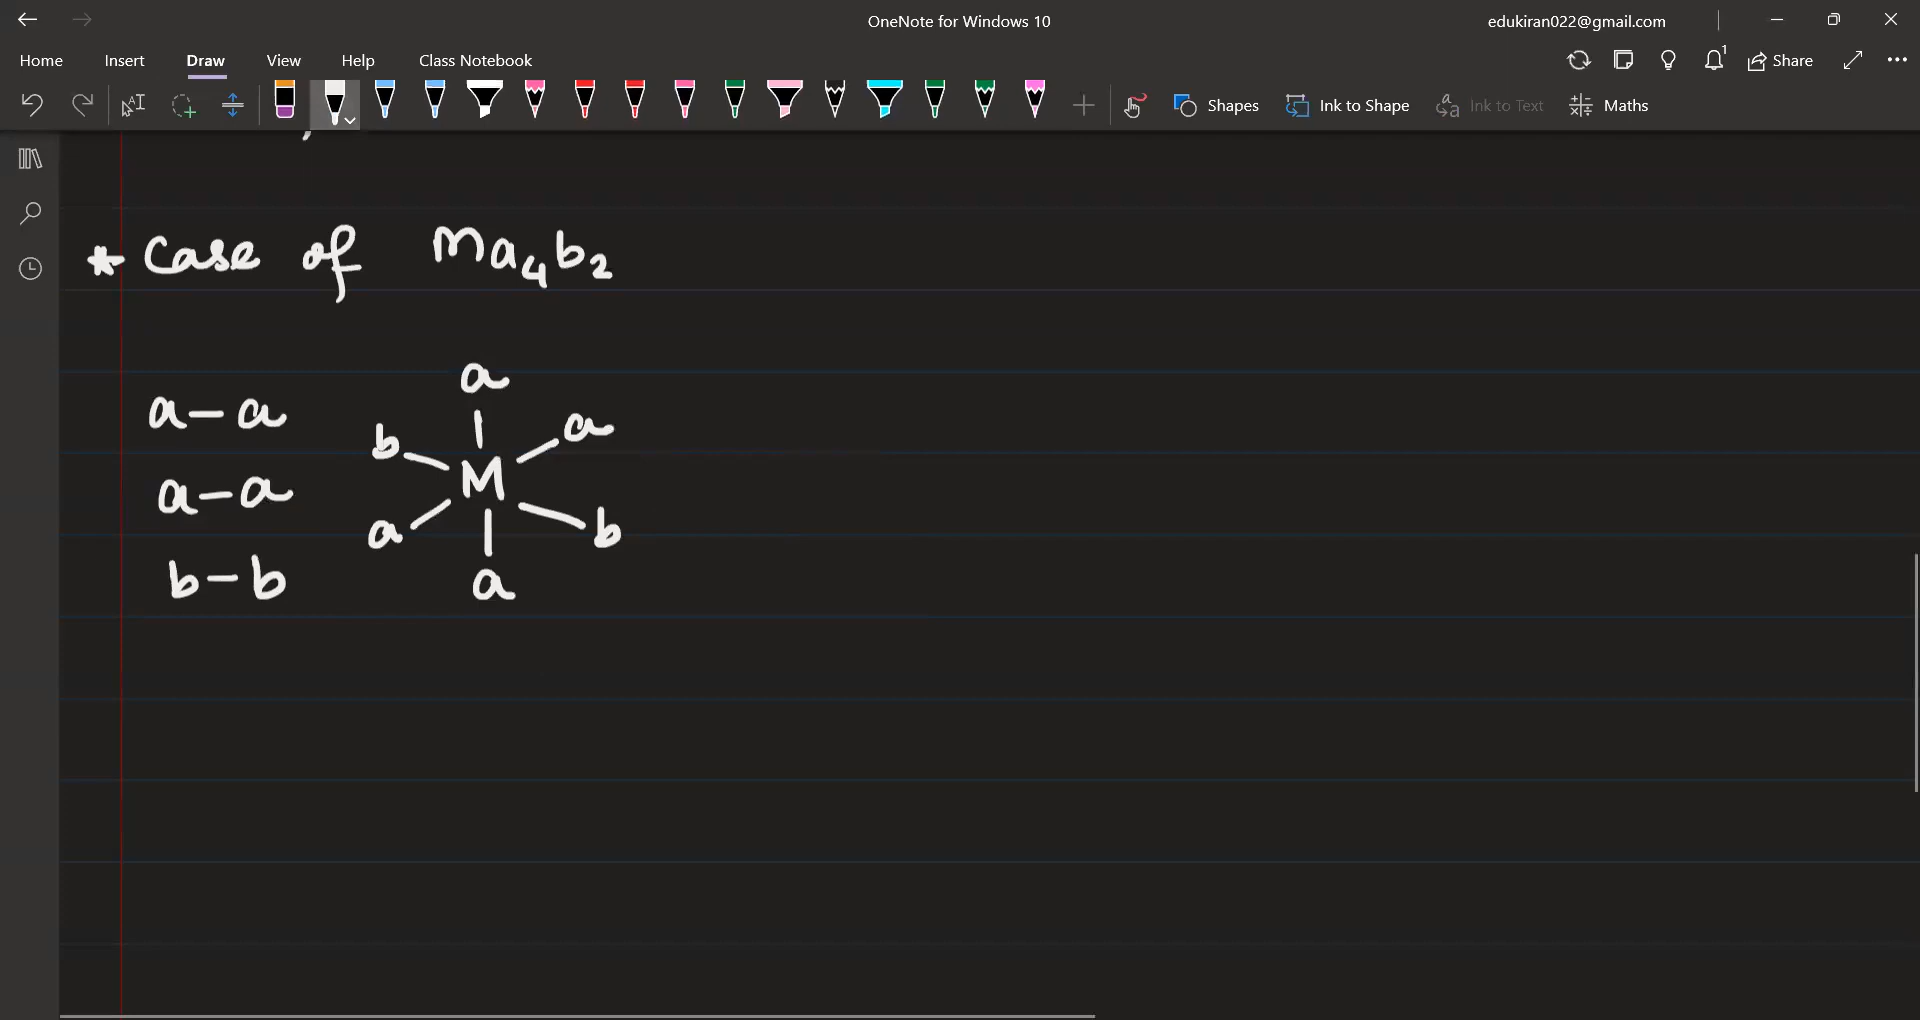 OneNote for Windows 10
edukiran022@gmail.com
Home Insert Draw View Help Class Notebook
1 Share
Shapes Ink to Shape Ink to Text Maths
* Case of Ma₄b₂
a
a – a
b a
M
a – a
a b
b – b
a